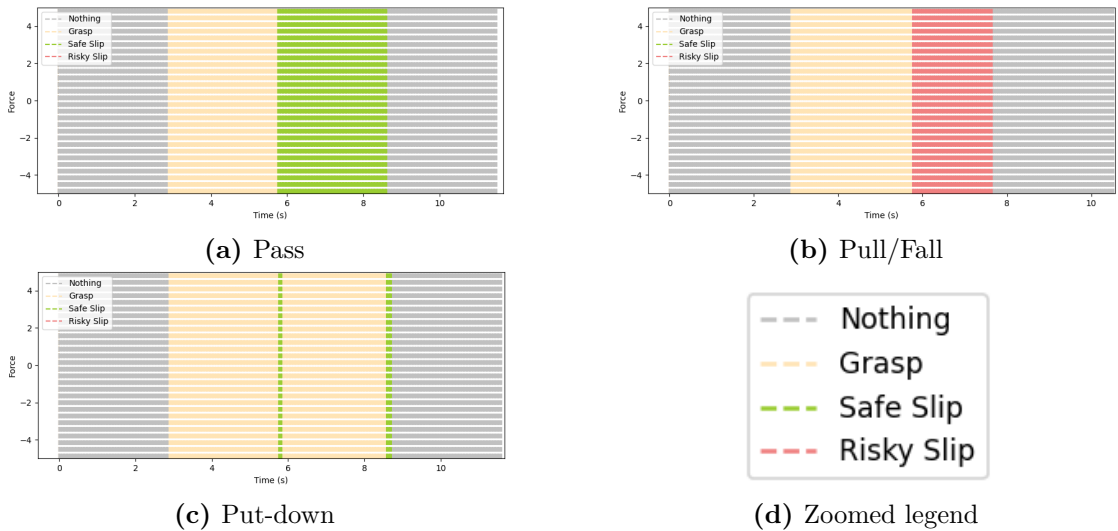 Nothing
Grasp
Safe Slip
Risky Slip
4
2
0
−2
−4
Force
0 2 4 6 8 10
Time (s)
(a) Pass
Nothing
Grasp
Safe Slip
Risky Slip
4
2
0
−2
−4
Force
0 2 4 6 8 10
Time (s)
(b) Pull/Fall
Nothing
Grasp
Safe Slip
Risky Slip
4
2
0
−2
−4
Force
0 2 4 6 8 10
Time (s)
(c) Put-down
Nothing
Grasp
Safe Slip
Risky Slip
(d) Zoomed legend